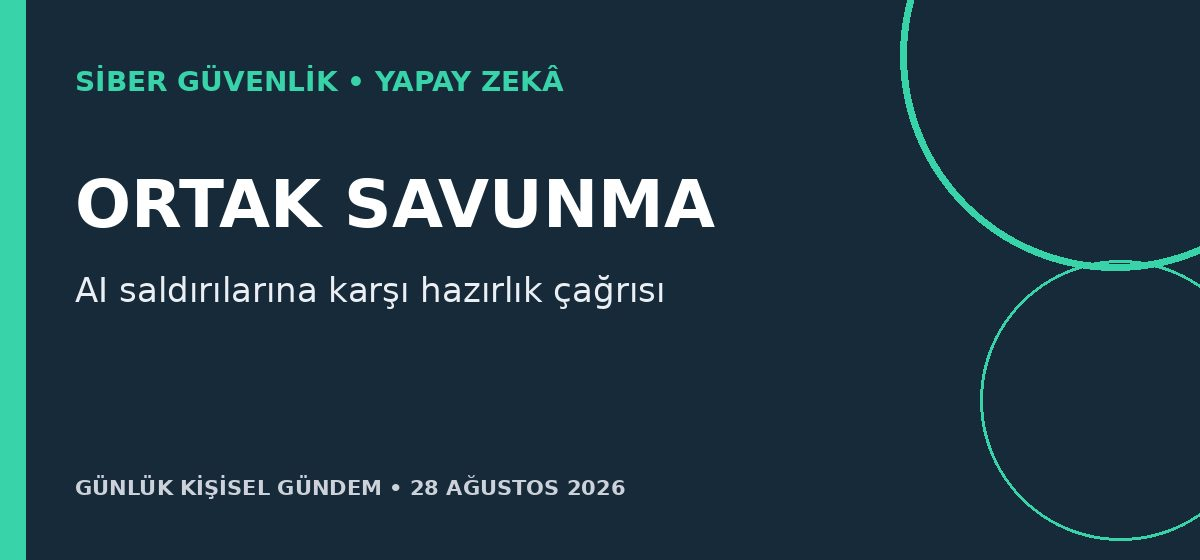 SİBER GÜVENLİK • YAPAY ZEKÂ
ORTAK SAVUNMA
AI saldırılarına karşı hazırlık çağrısı
GÜNLÜK KİŞİSEL GÜNDEM • 28 AĞUSTOS 2026